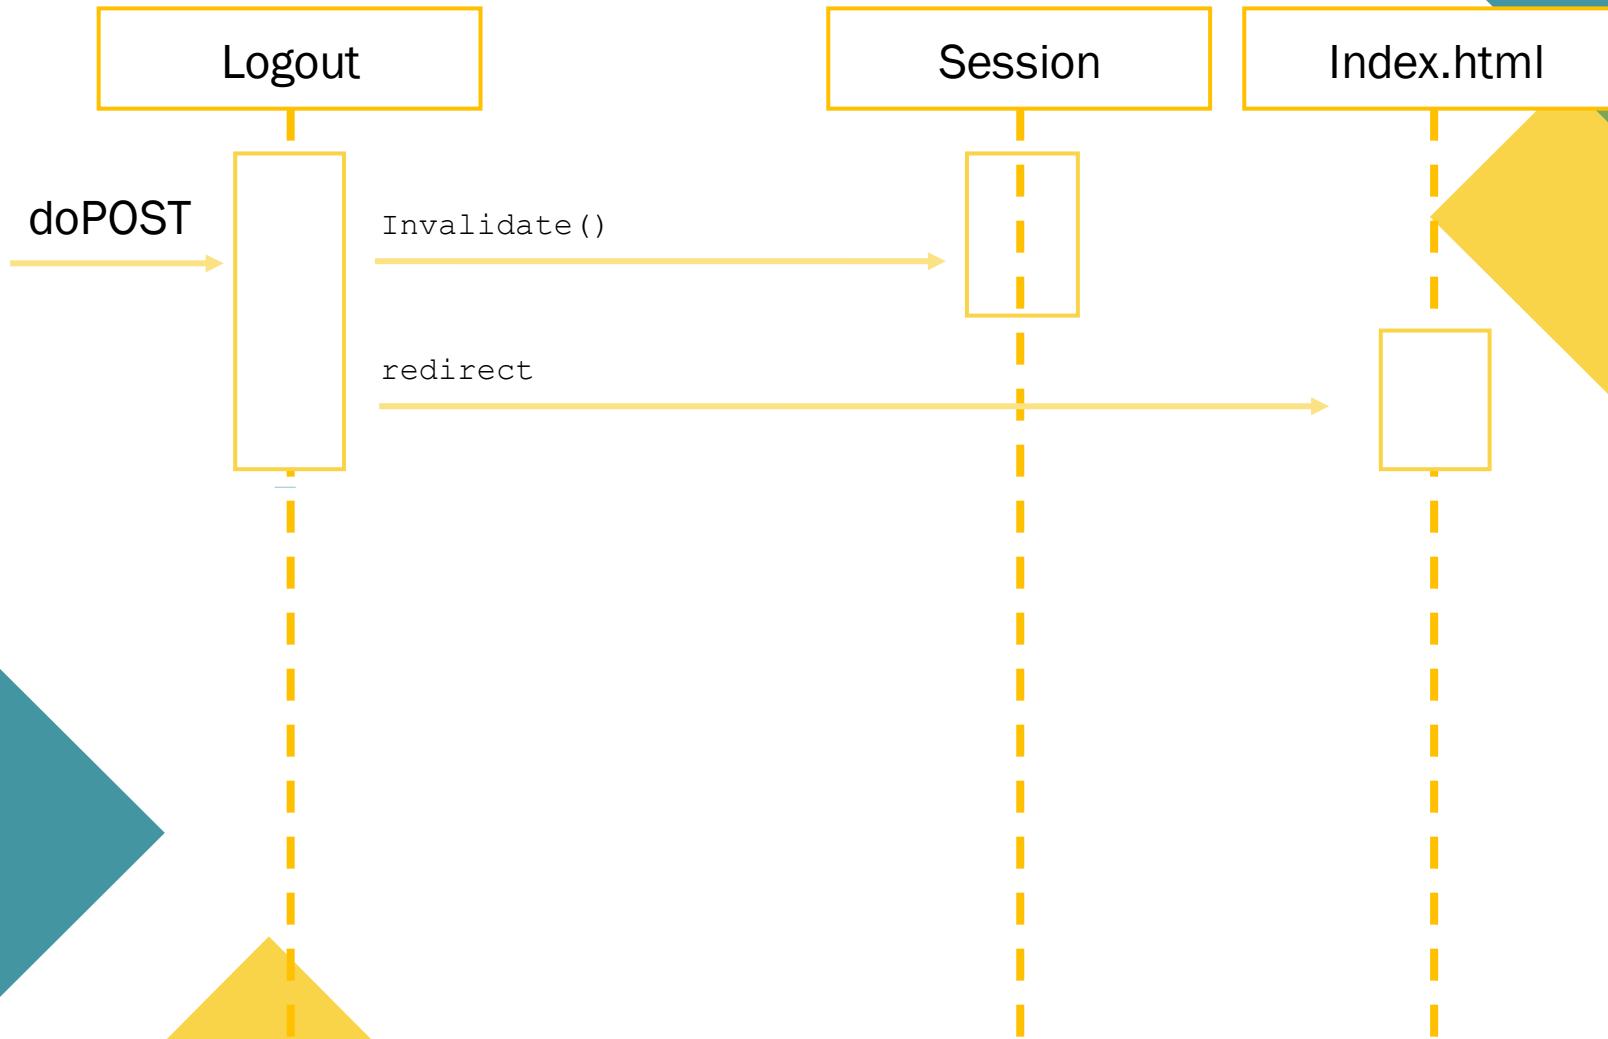 Logout
Session
Index.html
doPOST
Invalidate()
redirect